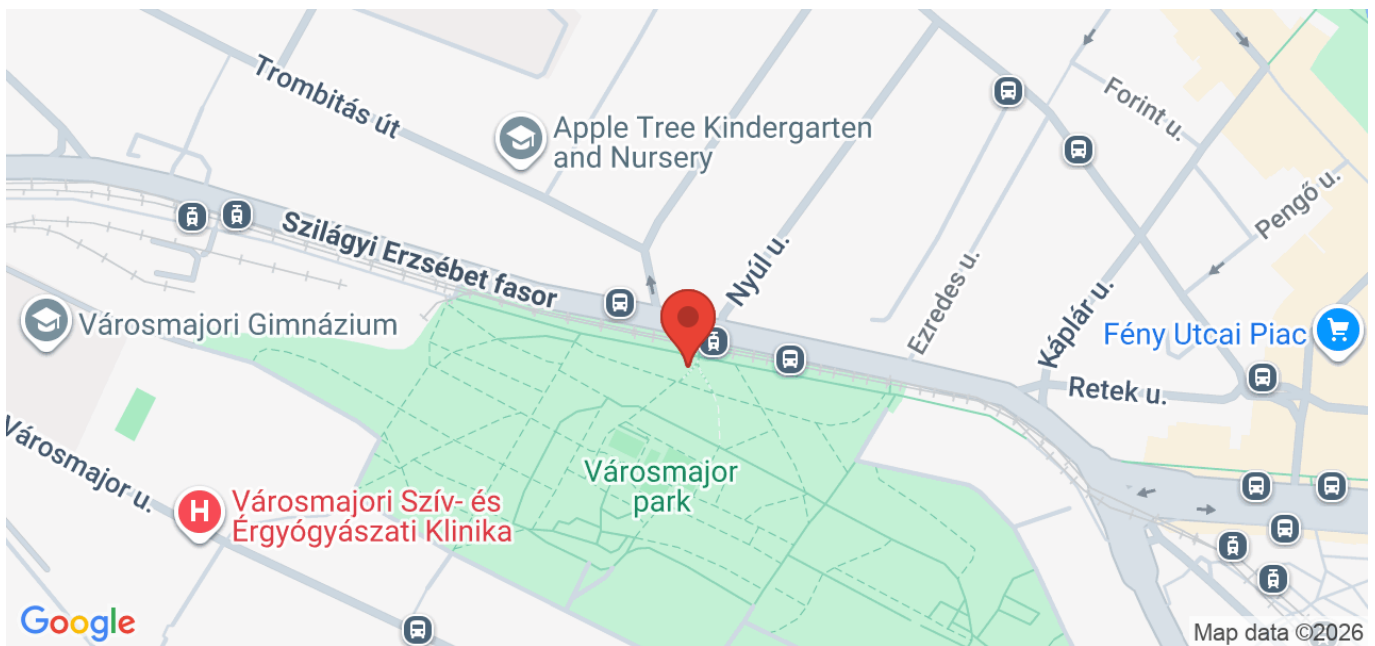 Trombitás út
Apple Tree Kindergarten
and Nursery
Forint u.
Pengő u.
Szilágyi Erzsébet fasor
Nyúl u.
Ezredes u.
Káplár u.
Városmajori Gimnázium
Fény Utcai Piac
Retek u.
Városmajor u.
Városmajor
park
H
Városmajori Szív- és
Érgyógyászati Klinika
Google
Map data ©2026